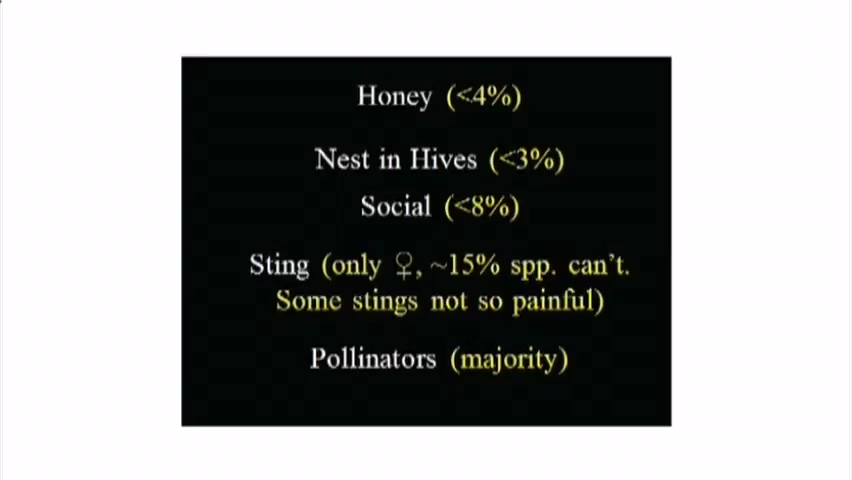 Honey (<4%)
Nest in Hives (<3%)
Social (<8%)
Sting (only ♀, ~15% spp. can't.
Some stings not so painful)
Pollinators (majority)